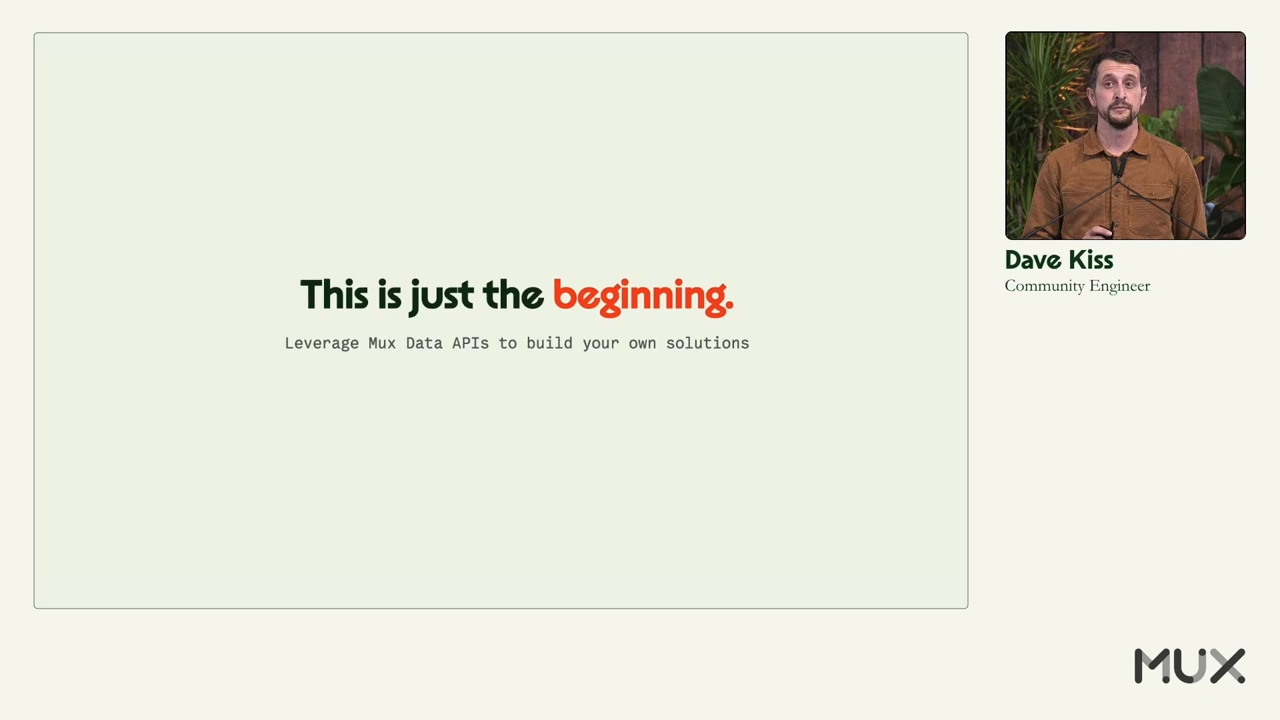 This is just the beginning.
Leverage Mux Data APIs to build your own solutions
Dave Kiss
Community Engineer
MUX